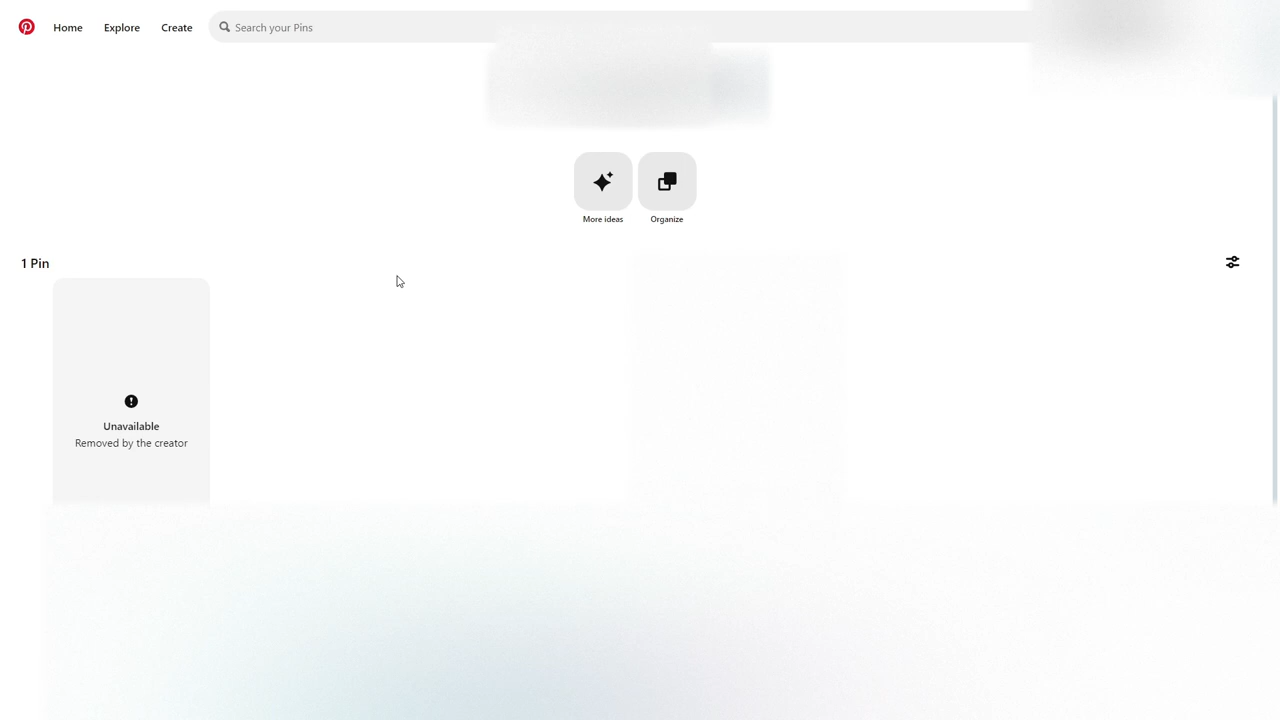 Home
Explore
Create
Search your Pins
More ideas
Organize
1 Pin
Unavailable
Removed by the creator